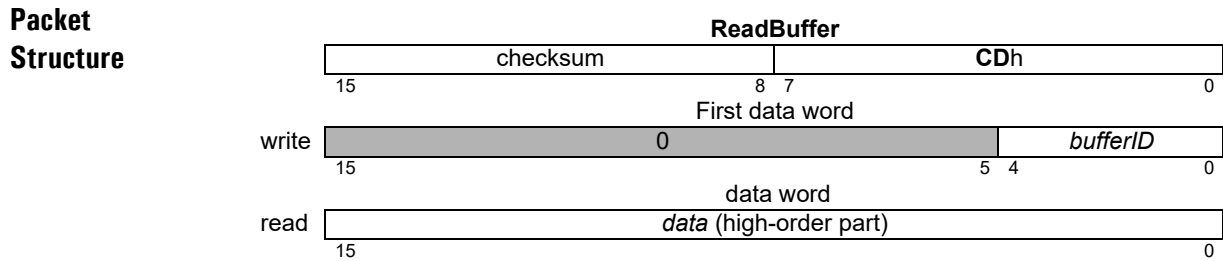 Packet
Structure
ReadBuffer
checksum CDh
15 8 7 0
First data word
write 0 bufferID
15 5 4 0
data word
read data (high-order part)
15 0